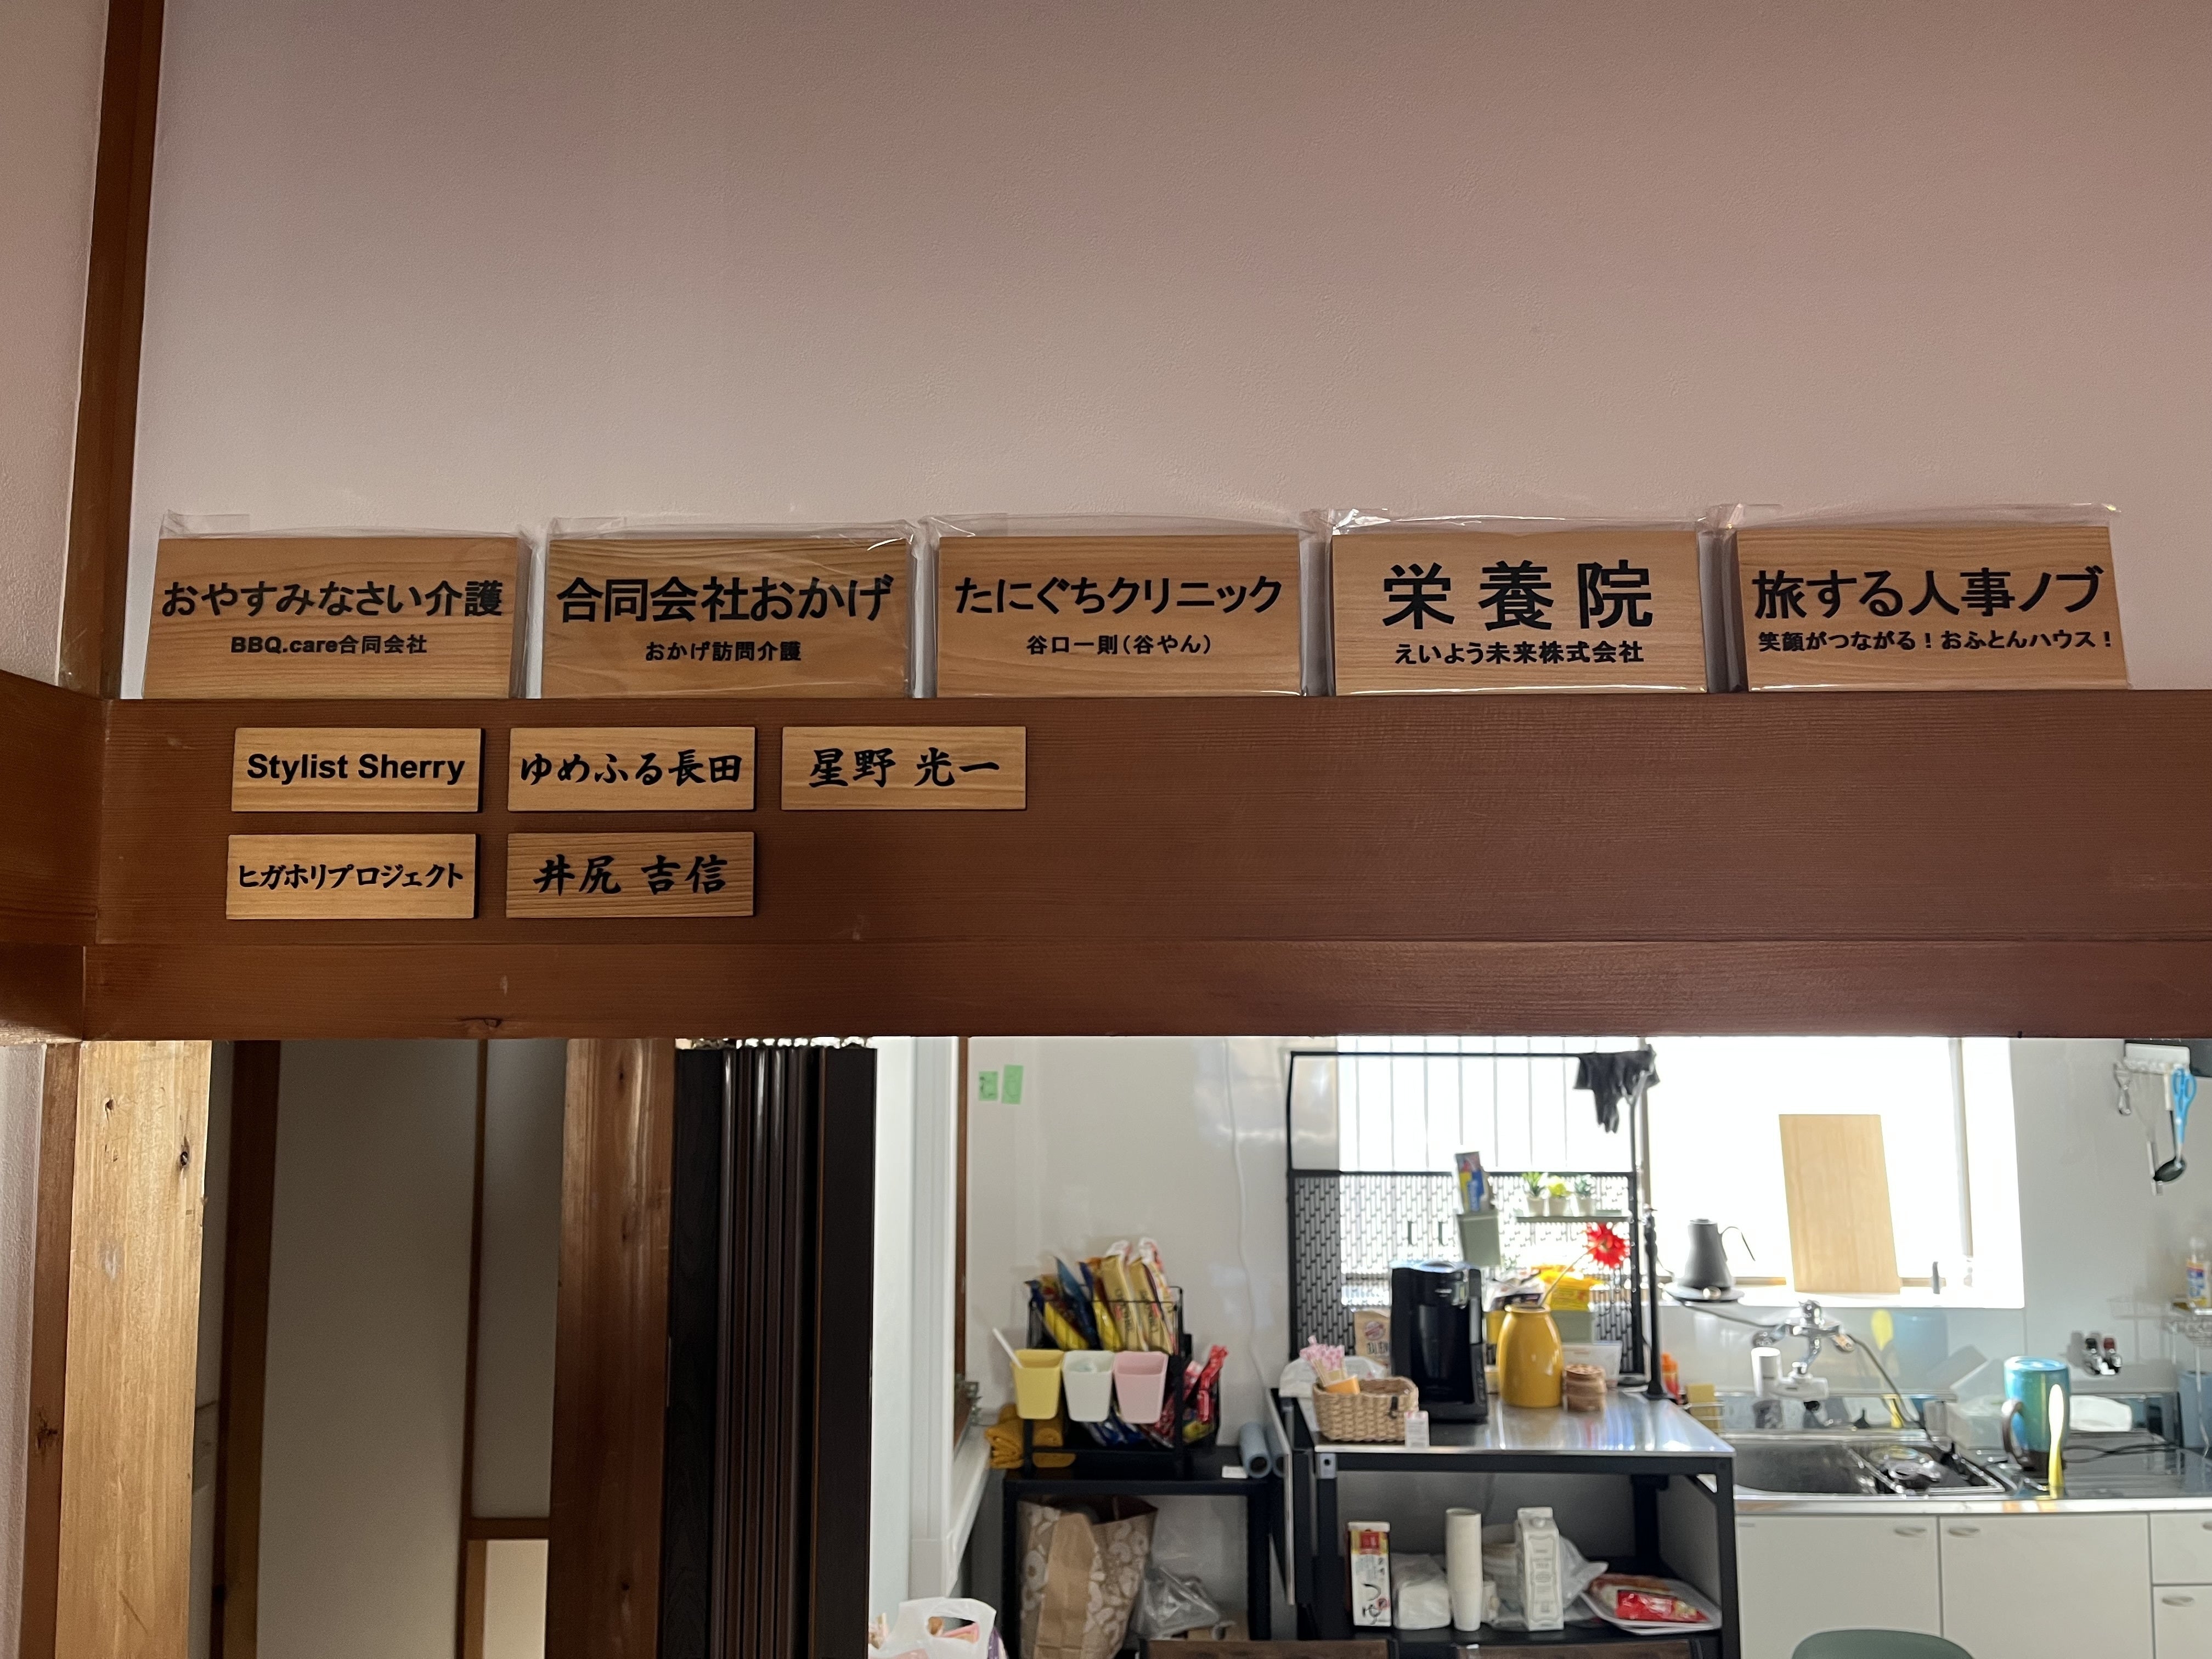 おやすみなさい介護
BBQ.care合同会社
合同会社おかげ
おかげ訪問介護
たにぐちクリニック
谷口一則(谷やん)
栄養院
えいよう未来株式会社
旅する人事ノブ
笑顔がつながる!おふとんハウス!
Stylist Sherry
ゆめふる長田
星野 光一
ヒガホリプロジェクト
井尻 吉信
つゆ